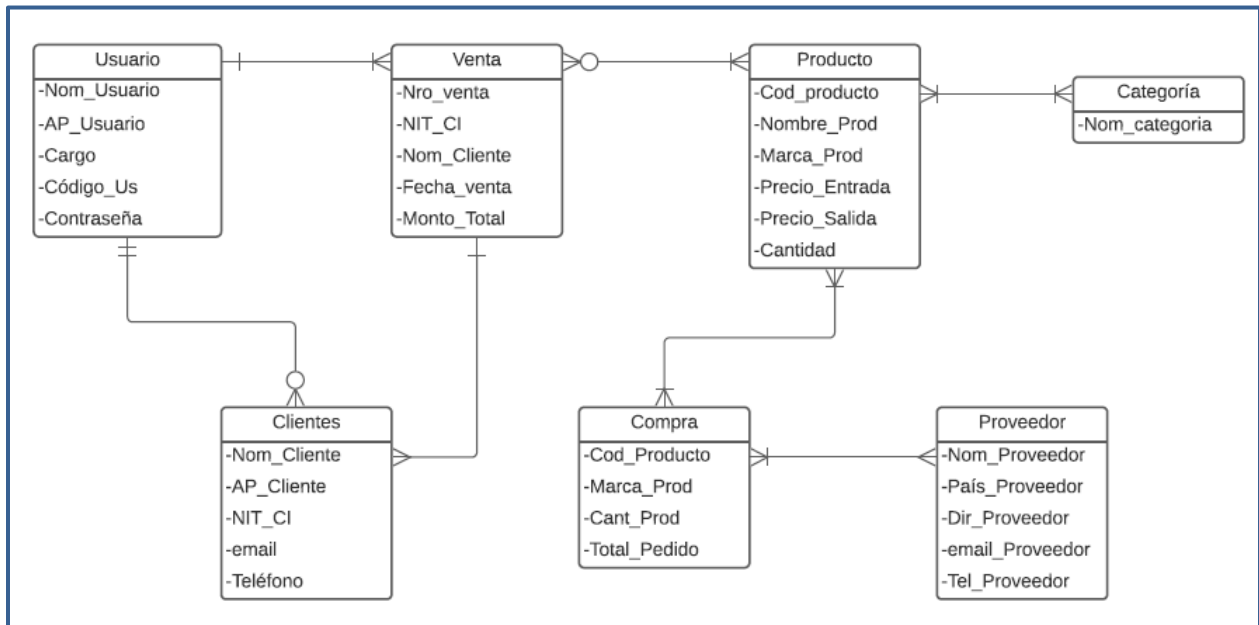 Usuario
-Nom_Usuario
-AP_Usuario
-Cargo
-Código_Us
-Contraseña
Venta
-Nro_venta
-NIT_CI
-Nom_Cliente
-Fecha_venta
-Monto_Total
Producto
-Cod_producto
-Nombre_Prod
-Marca_Prod
-Precio_Entrada
-Precio_Salida
-Cantidad
Categoría
-Nom_categoria
Clientes
-Nom_Cliente
-AP_Cliente
-NIT_CI
-email
-Teléfono
Compra
-Cod_Producto
-Marca_Prod
-Cant_Prod
-Total_Pedido
Proveedor
-Nom_Proveedor
-País_Proveedor
-Dir_Proveedor
-email_Proveedor
-Tel_Proveedor